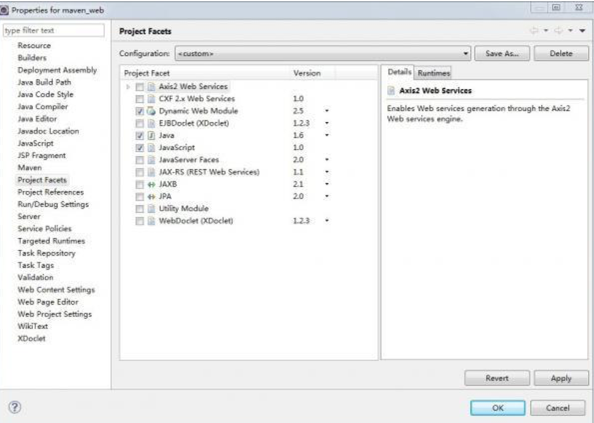 Properties for maven_web
type filter text
Resource
Builders
Deployment Assembly
Java Build Path
Java Code Style
Java Compiler
Java Editor
Javadoc Location
JavaScript
JSP Fragment
Maven
Project Facets
Project References
Run/Debug Settings
Server
Service Policies
Targeted Runtimes
Task Repository
Task Tags
Validation
Web Content Settings
Web Page Editor
Web Project Settings
WikiText
XDoclet
Project Facets
Configuration: <custom> Save As... Delete
Project Facet Version
Axis2 Web Services
CXF 2.x Web Services 1.0
Dynamic Web Module 2.5
EJBDoclet (XDoclet) 1.2.3
Java 1.6
JavaScript 1.0
JavaServer Faces 2.0
JAX-RS (REST Web Services) 1.1
JAXB 2.1
JPA 2.0
Utility Module
WebDoclet (XDoclet) 1.2.3
Details Runtimes
Axis2 Web Services
Enables Web services generation through the Axis2
Web services engine.
Revert Apply
OK Cancel